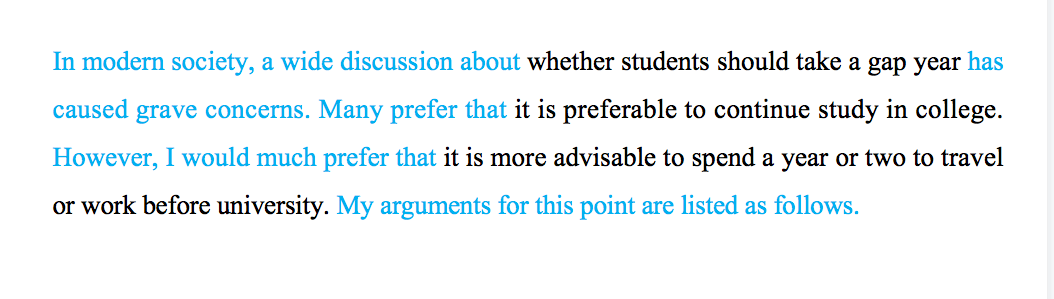 In modern society, a wide discussion about whether students should take a gap year has
caused grave concerns. Many prefer that it is preferable to continue study in college.
However, I would much prefer that it is more advisable to spend a year or two to travel
or work before university. My arguments for this point are listed as follows.